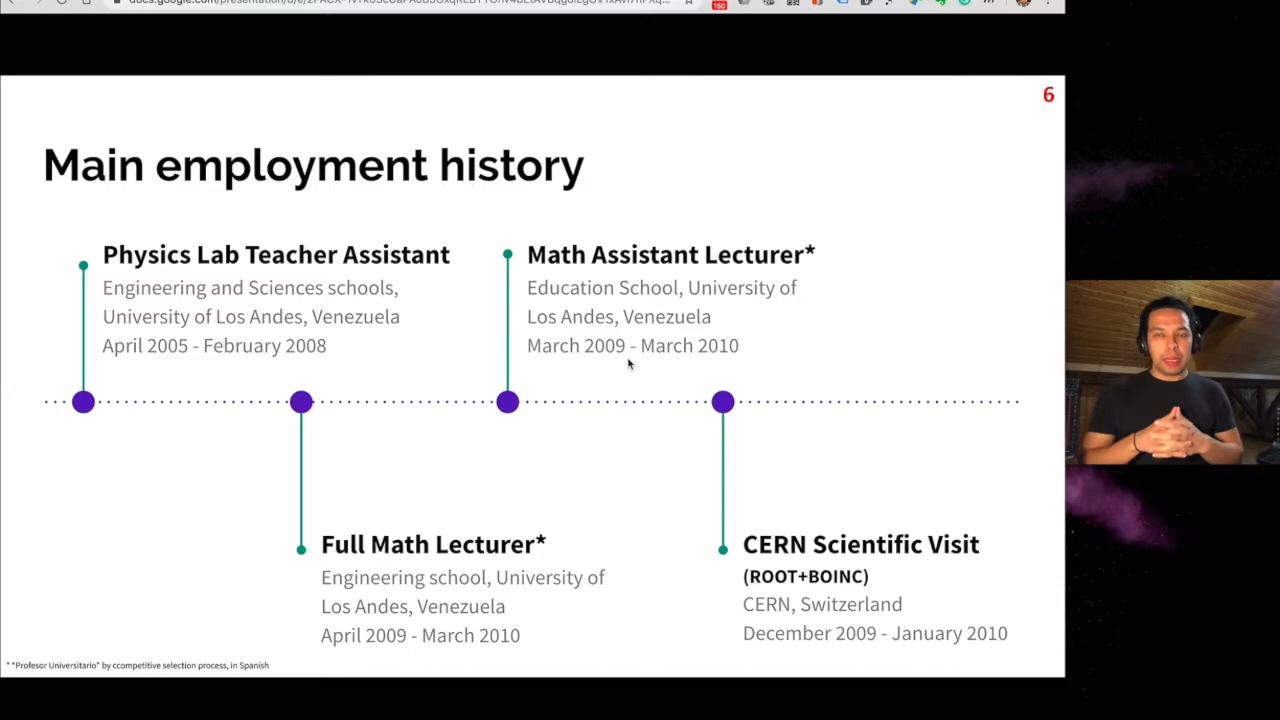 150
6
Main employment history
Physics Lab Teacher Assistant
Engineering and Sciences schools,
University of Los Andes, Venezuela
April 2005 - February 2008
Math Assistant Lecturer*
Education School, University of
Los Andes, Venezuela
March 2009 - March 2010
Full Math Lecturer*
Engineering school, University of
Los Andes, Venezuela
April 2009 - March 2010
CERN Scientific Visit
(ROOT+BOINC)
CERN, Switzerland
December 2009 - January 2010
* "Profesor Universitario" by ccompetitive selection process, in Spanish